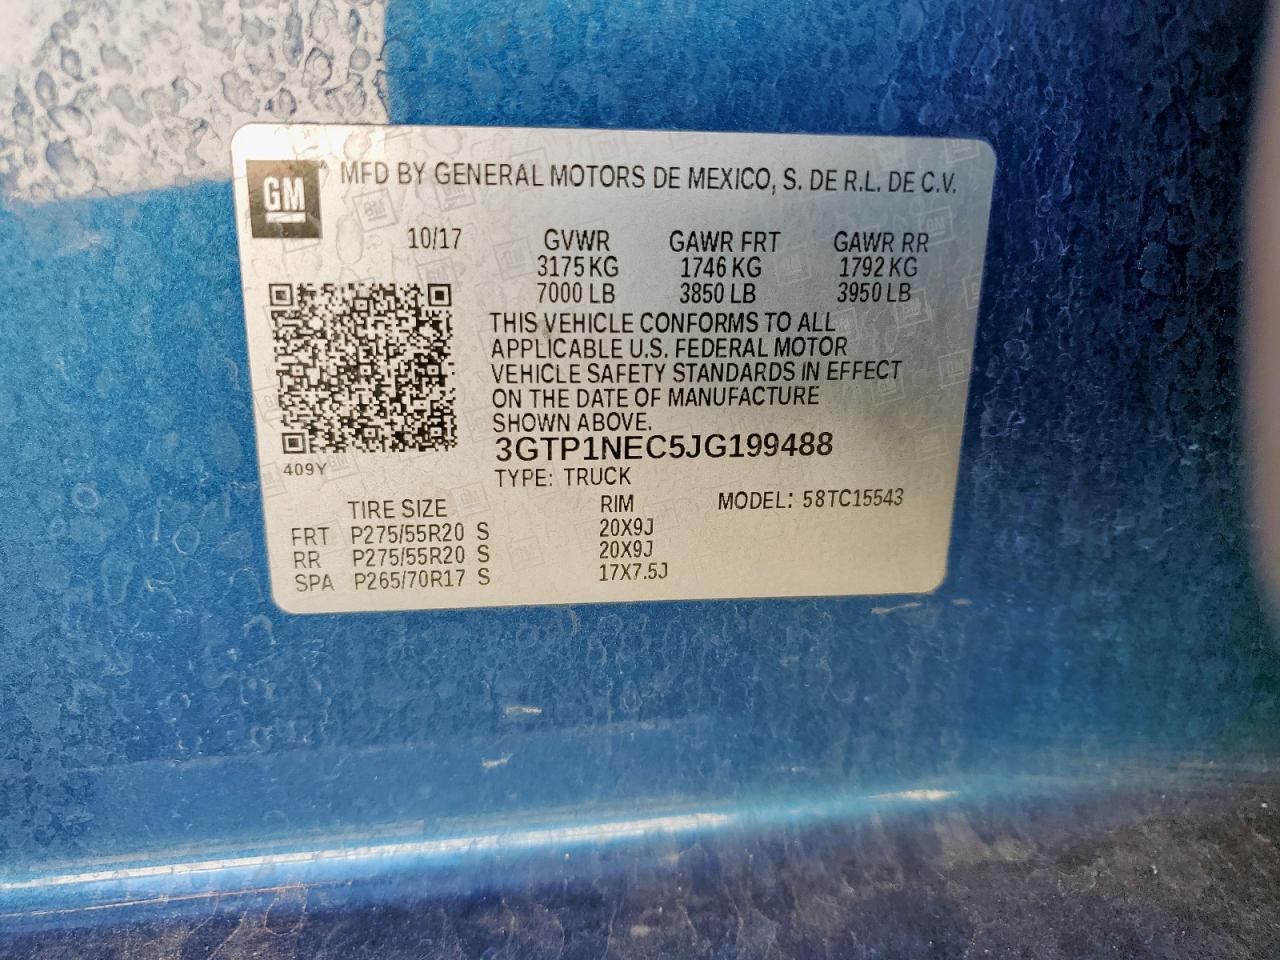 GM MFD BY GENERAL MOTORS DE MEXICO, S. DE R.L. DE C.V.
10/17 GVWR GAWR FRT GAWR RR
3175 KG 1746 KG 1792 KG
7000 LB 3850 LB 3950 LB
THIS VEHICLE CONFORMS TO ALL
APPLICABLE U.S. FEDERAL MOTOR
VEHICLE SAFETY STANDARDS IN EFFECT
ON THE DATE OF MANUFACTURE
SHOWN ABOVE.
3GTP1NEC5JG199488
409Y
TYPE: TRUCK
TIRE SIZE RIM MODEL: 58TC15543
FRT P275/55R20 S 20X9J
RR P275/55R20 S 20X9J
SPA P265/70R17 S 17X7.5J